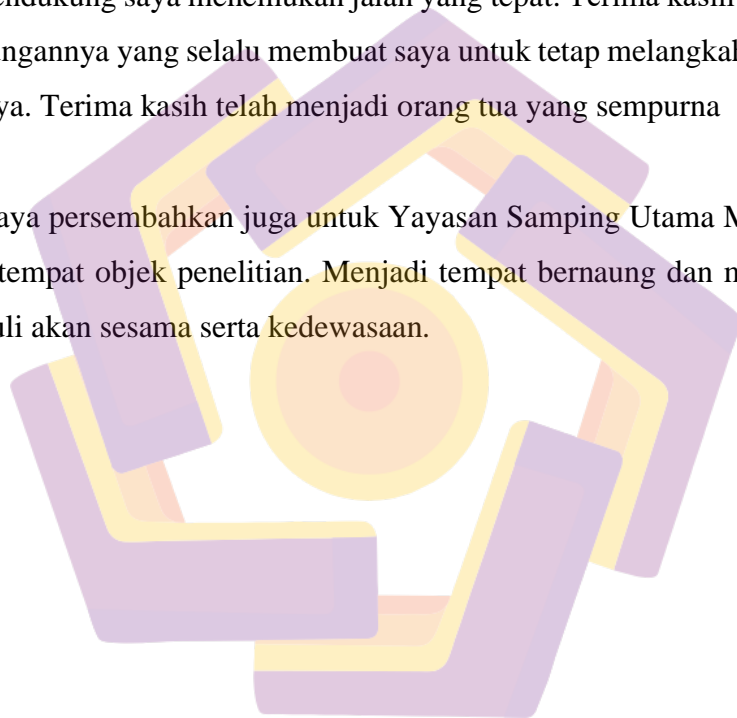 endukung saya menemukan jalan yang tepat. Terima kasih
ungannya yang selalu membuat saya untuk tetap melangkah
ya. Terima kasih telah menjadi orang tua yang sempurna
aya persembahkan juga untuk Yayasan Samping Utama M
tempat objek penelitian. Menjadi tempat bernaung dan m
uli akan sesama serta kedewasaan.